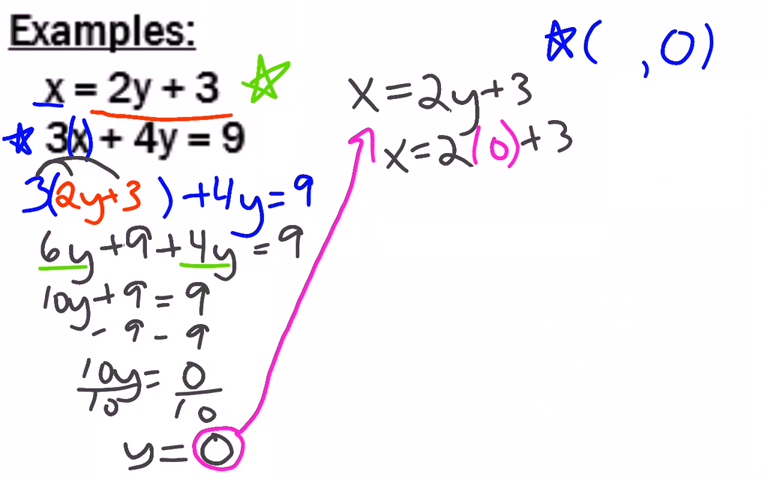 Examples:
x = 2y + 3
3(x) + 4y = 9
3(2y+3 ) +4y=9
6y+9+4y=9
10y+9=9
-9 -9
10y=0
10 10
y=0
x=2y+3
x=2(0)+3
( ,0)